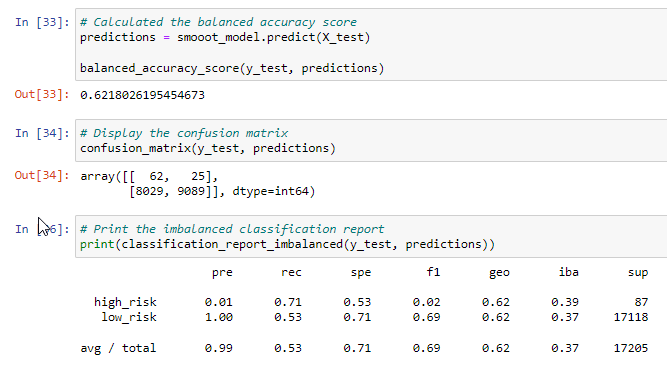 In [33]: # Calculated the balanced accuracy score
predictions = smooot_model.predict(X_test)
balanced_accuracy_score(y_test, predictions)
Out[33]: 0.6218026195454673
In [34]: # Display the confusion matrix
confusion_matrix(y_test, predictions)
Out[34]: array([[  62,   25],
[8029, 9089]], dtype=int64)
In [ 6]: # Print the imbalanced classification report
print(classification_report_imbalanced(y_test, predictions))
pre rec spe f1 geo iba sup
high_risk 0.01 0.71 0.53 0.02 0.62 0.39 87
low_risk 1.00 0.53 0.71 0.69 0.62 0.37 17118
avg / total 0.99 0.53 0.71 0.69 0.62 0.37 17205